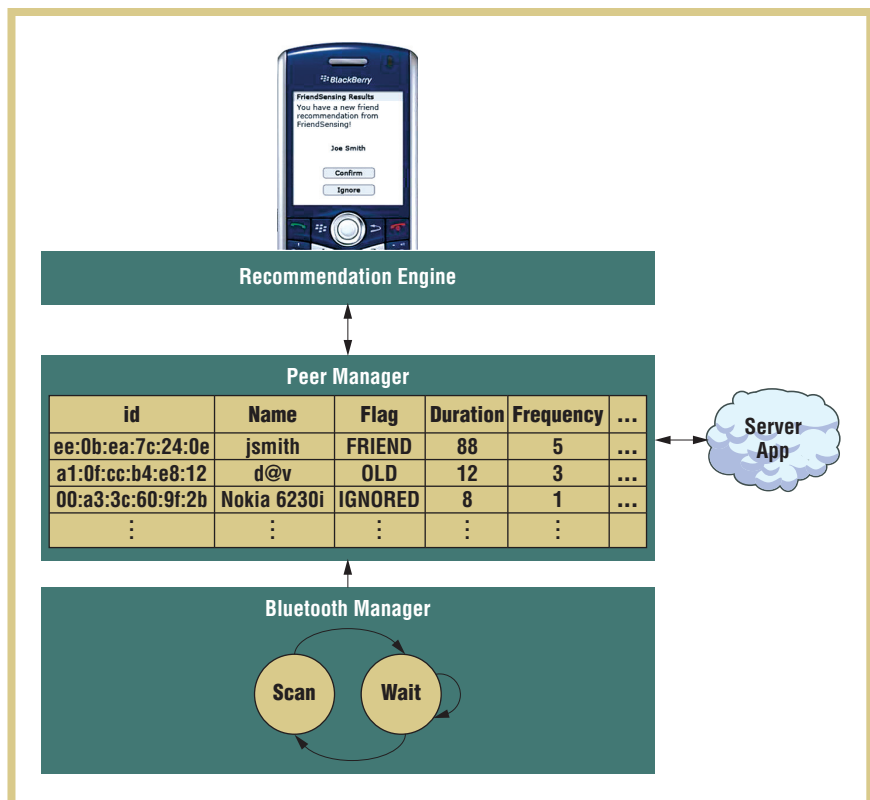 BlackBerry
FriendSensing Results
You have a new friend
recommendation from
FriendSensing!
Joe Smith
Confirm
Ignore
Recommendation Engine
Peer Manager
id Name Flag Duration Frequency ...
ee:0b:ea:7c:24:0e jsmith FRIEND 88 5 ...
a1:0f:cc:b4:e8:12 d@v OLD 12 3 ...
00:a3:3c:60:9f:2b Nokia 6230i IGNORED 8 1 ...
⋮ ⋮ ⋮ ⋮ ⋮
Server
App
Bluetooth Manager
Scan Wait